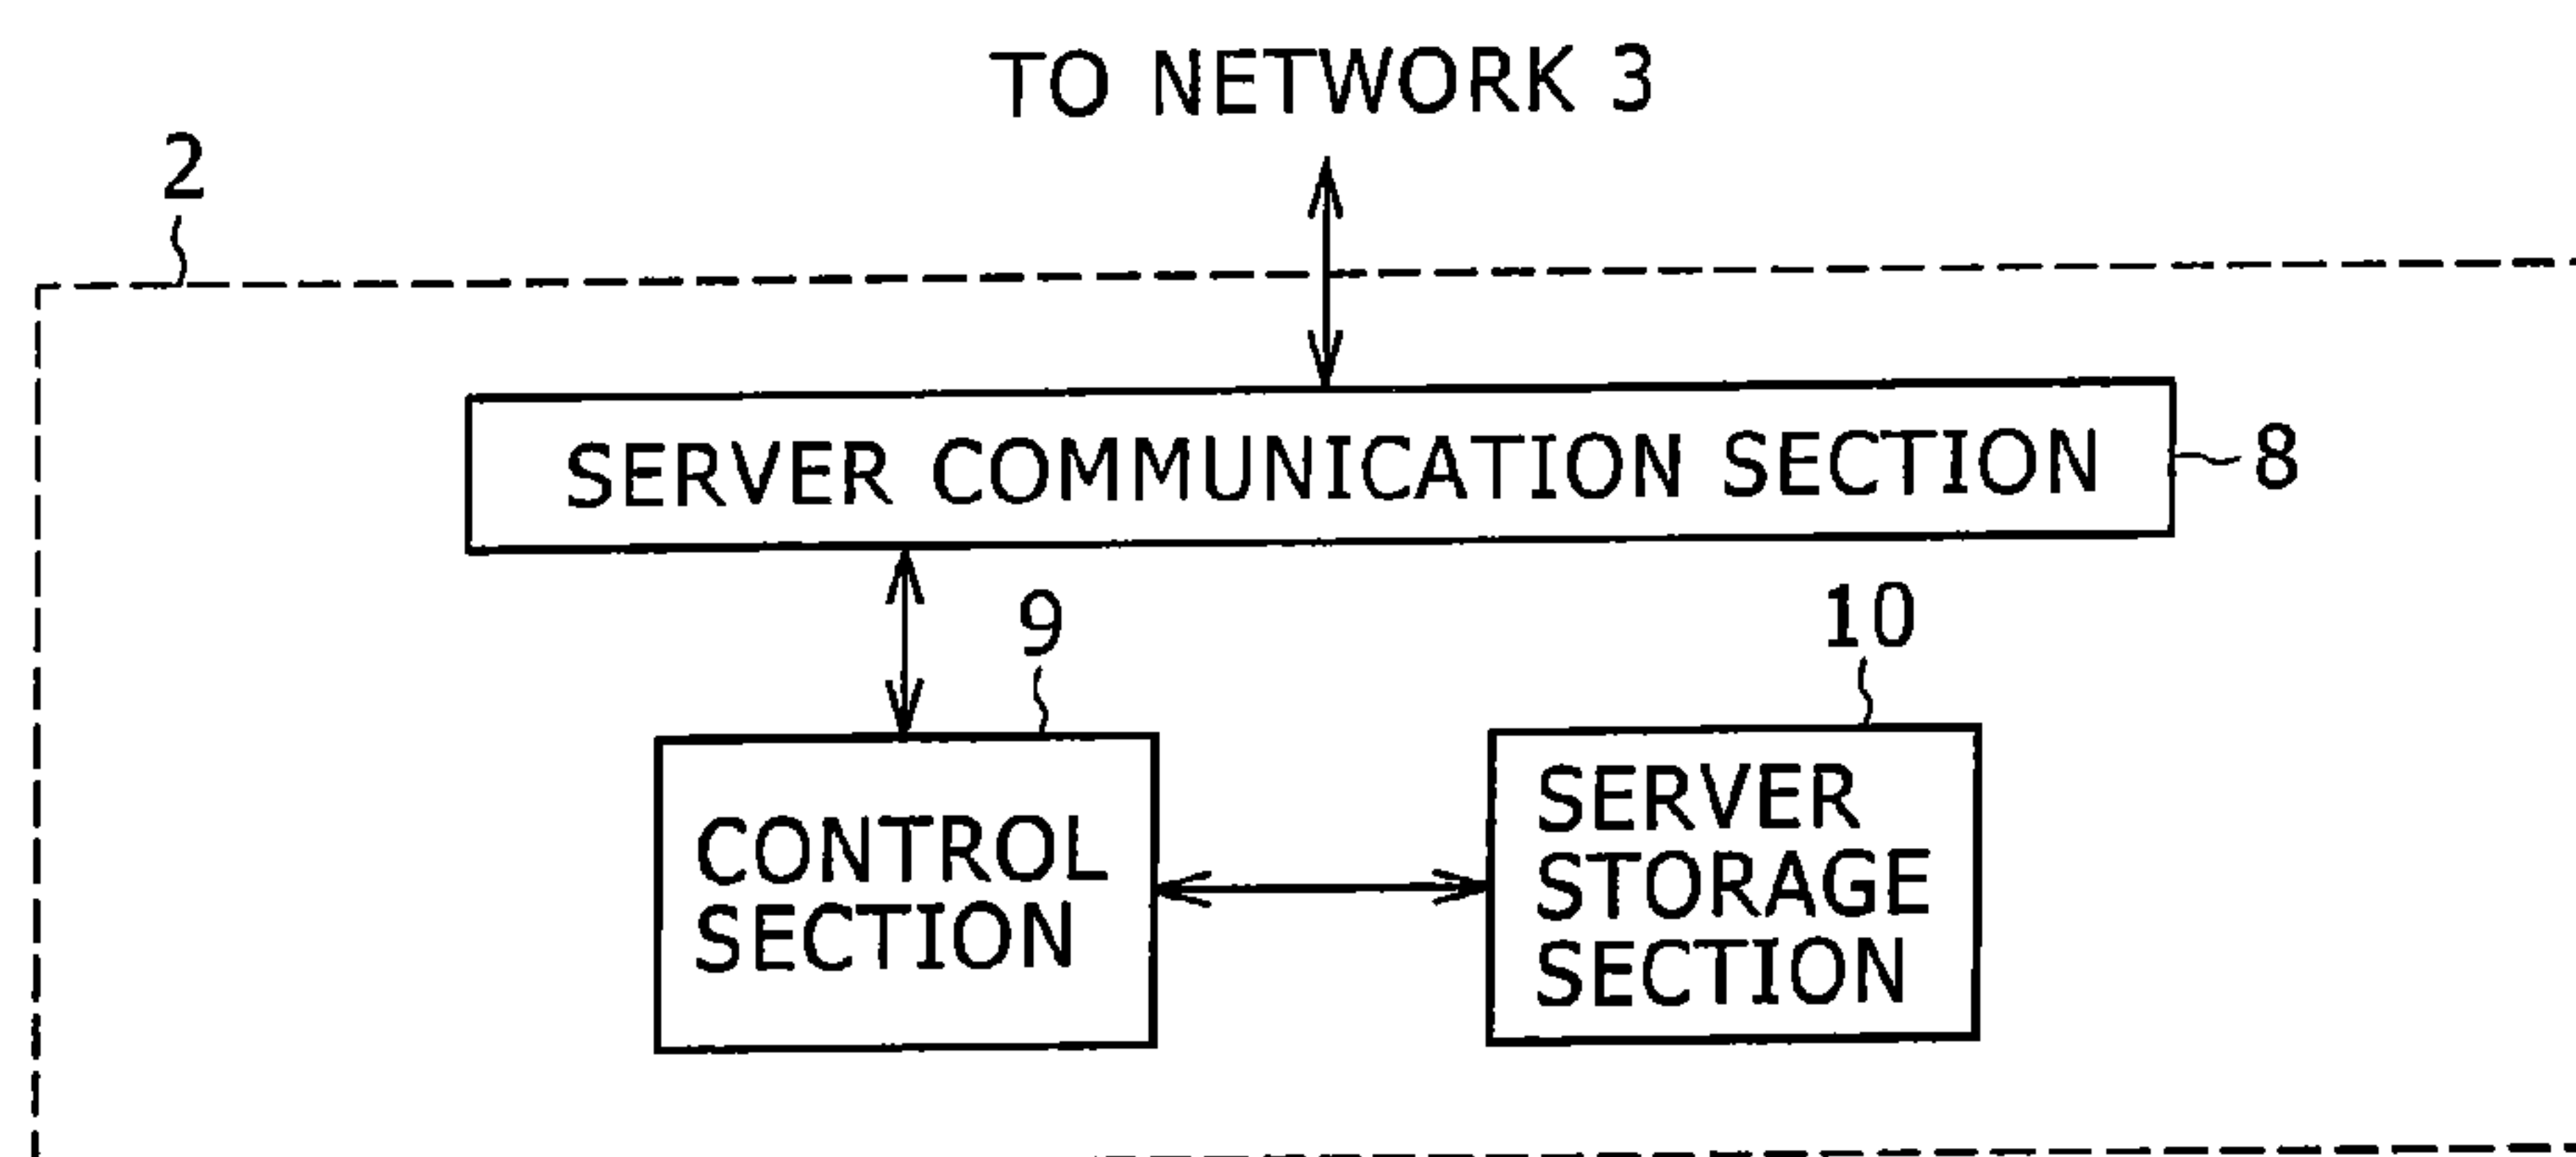 TO NETWORK 3
2
SERVER COMMUNICATION SECTION
8
9
10
CONTROL
SECTION
SERVER
STORAGE
SECTION